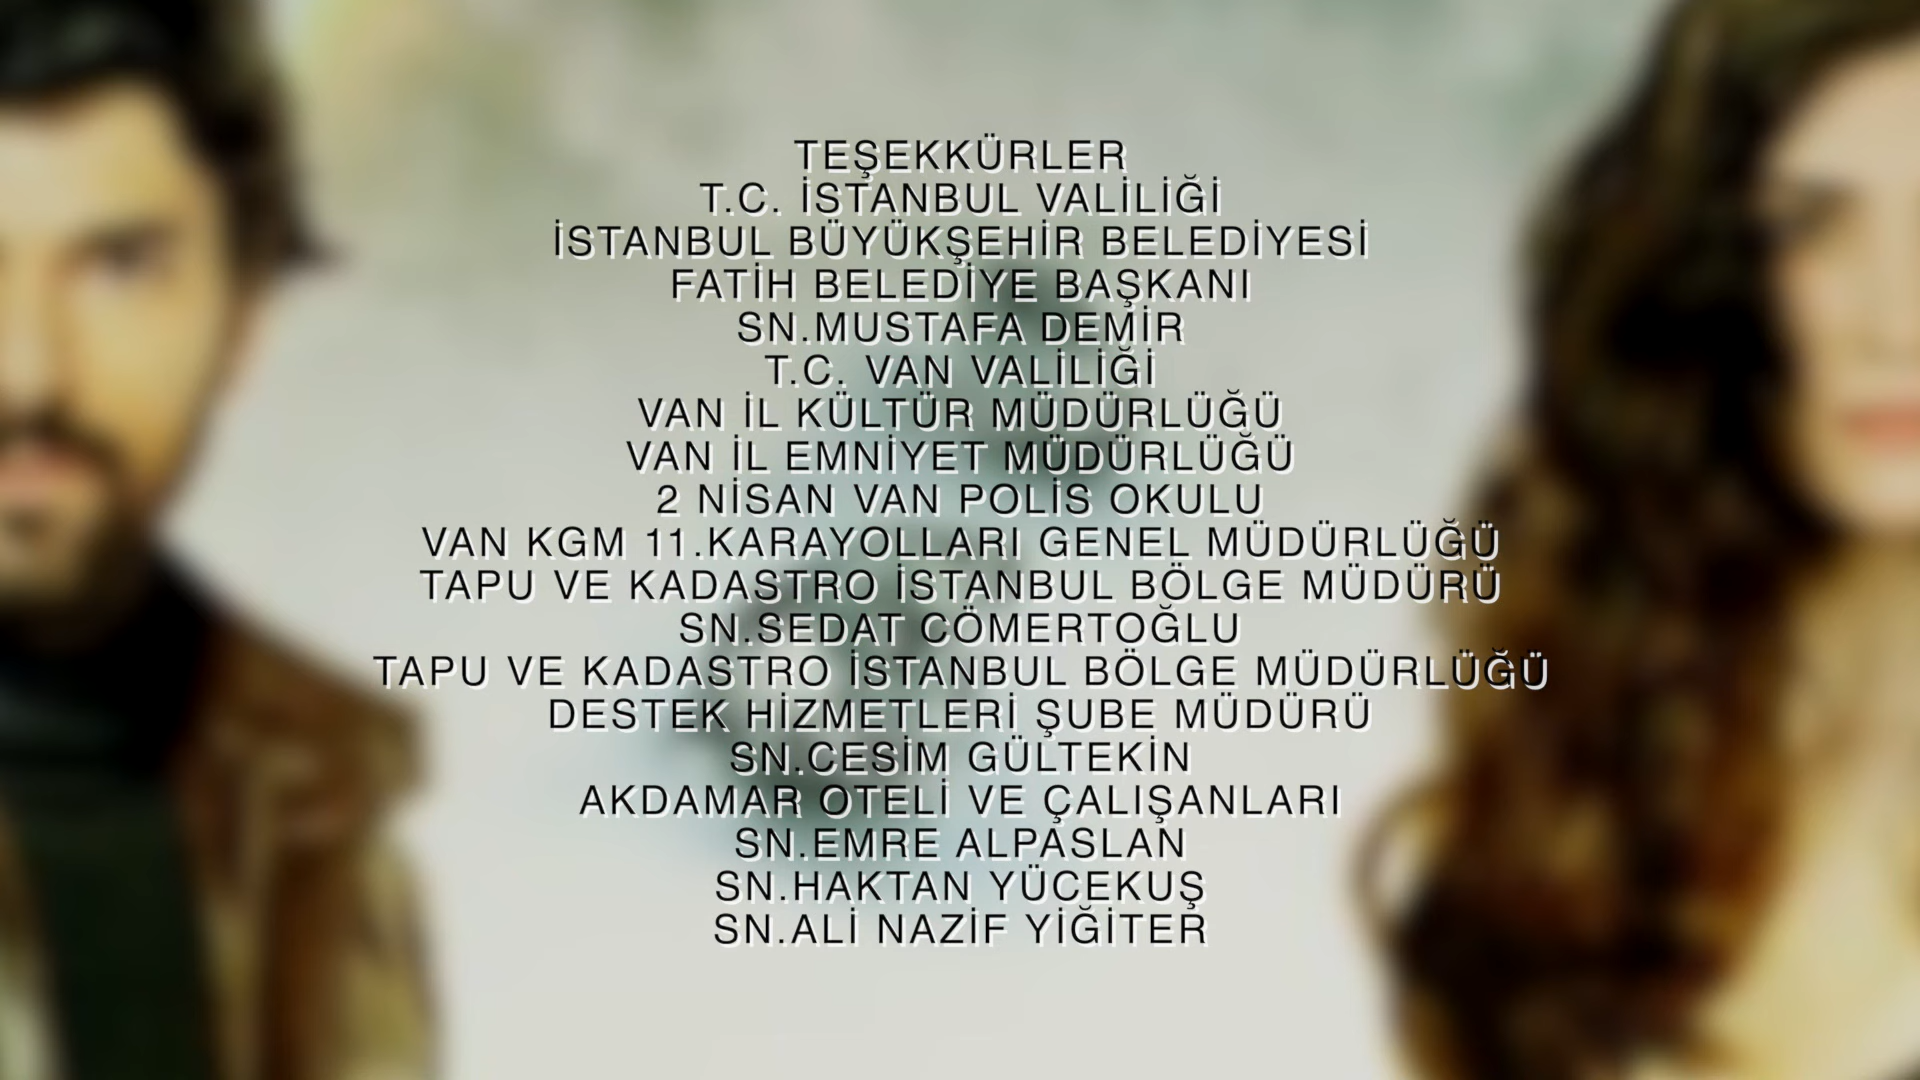 TEŞEKKÜRLER
T.C. İSTANBUL VALİLİĞİ
İSTANBUL BÜYÜKŞEHİR BELEDİYESİ
FATİH BELEDİYE BAŞKANI
SN.MUSTAFA DEMİR
T.C. VAN VALİLİĞİ
VAN İL KÜLTÜR MÜDÜRLÜĞÜ
VAN İL EMNİYET MÜDÜRLÜĞÜ
2 NİSAN VAN POLİS OKULU
VAN KGM 11.KARAYOLLARI GENEL MÜDÜRLÜĞÜ
TAPU VE KADASTRO İSTANBUL BÖLGE MÜDÜRÜ
SN.SEDAT CÖMERTOĞLU
TAPU VE KADASTRO İSTANBUL BÖLGE MÜDÜRLÜĞÜ
DESTEK HİZMETLERİ ŞUBE MÜDÜRÜ
SN.CESİM GÜLTEKİN
AKDAMAR OTELİ VE ÇALIŞANLARI
SN.EMRE ALPASLAN
SN.HAKTAN YÜCEKUŞ
SN.ALİ NAZİF YİĞİTER